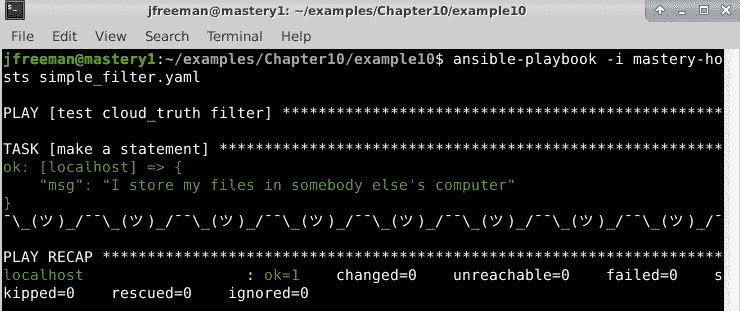 jfreeman@mastery1: ~/examples/Chapter10/example10
File Edit View Search Terminal Help
jfreeman@mastery1:~/examples/Chapter10/example10$ ansible-playbook -i mastery-ho
sts simple_filter.yaml
PLAY [test cloud_truth filter] *************************************************
TASK [make a statement] ********************************************************
ok: [localhost] => {
    "msg": "I store my files in somebody else's computer"
}
¯\_(ツ)_/¯¯\_(ツ)_/¯¯\_(ツ)_/¯¯\_(ツ)_/¯¯\_(ツ)_/¯¯\_(ツ)_/¯¯\_(ツ)_/¯¯\_(ツ)_/¯
PLAY RECAP *********************************************************************
localhost                  : ok=1    changed=0    unreachable=0    failed=0    s
kipped=0    rescued=0    ignored=0